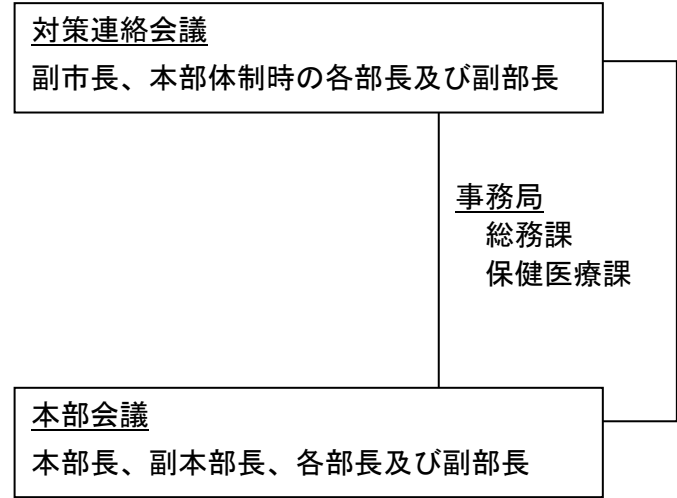 対策連絡会議
副市長、本部体制時の各部長及び副部長
事務局
総務課
保健医療課
本部会議
本部長、副本部長、各部長及び副部長